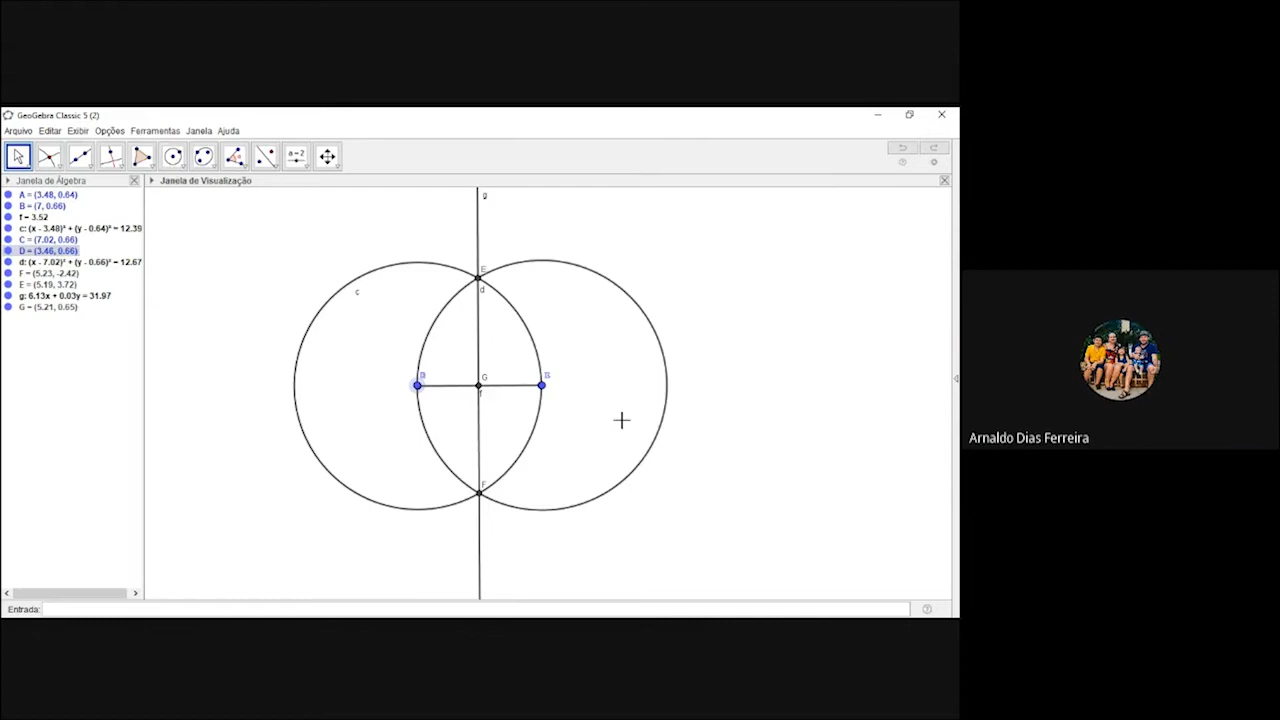 GeoGebra Classic 5 (2)
Arquivo Editar Exibir Opções Ferramentas Janela Ajuda
a=2
Janela de Álgebra
Janela de Visualização
A = (3.48, 0.64)
B = (7, 0.66)
f = 3.52
c: (x - 3.48)² + (y - 0.64)² = 12.39
C = (7.02, 0.66)
D = (3.46, 0.66)
d: (x - 7.02)² + (y - 0.66)² = 12.67
F = (5.23, -2.42)
E = (5.19, 3.72)
g: 6.13x + 0.03y = 31.97
G = (5.21, 0.65)
g
E
d
c
G
f
F
Entrada:
Arnaldo Dias Ferreira